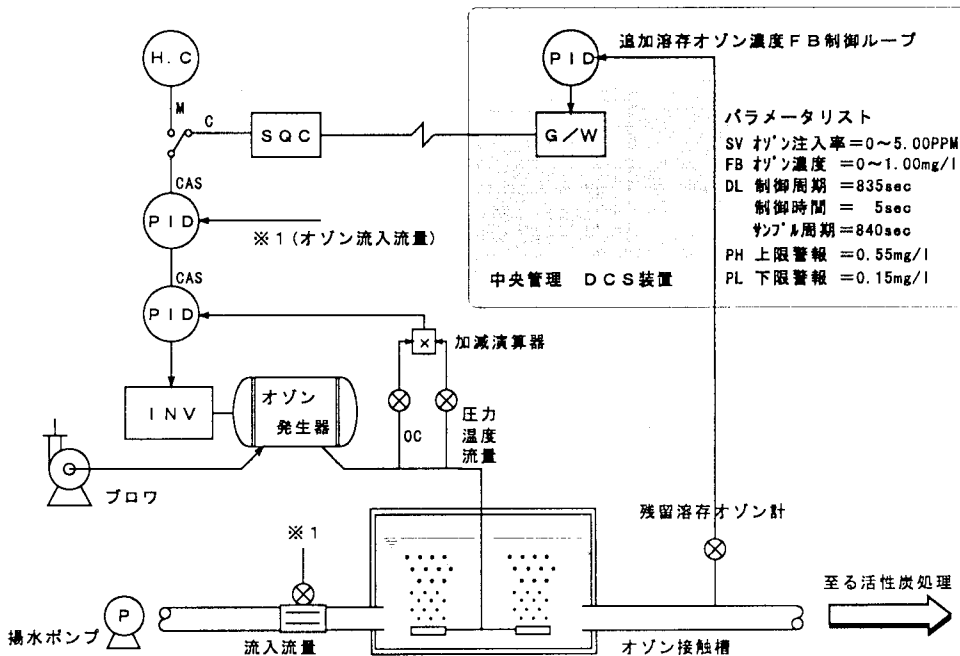 追加溶存オゾン濃度FB制御ループ
H.C
PID
M
C
SQC
G/W
パラメータリスト
SV オゾン注入率=0~5.00PPM
FB オゾン濃度 =0~1.00mg/l
DL 制御周期 =835sec
制御時間 = 5sec
サンプル周期=840sec
PH 上限警報 =0.55mg/l
PL 下限警報 =0.15mg/l
中央管理 DCS装置
CAS
PID
※1(オゾン流入流量)
CAS
PID
×
加減演算器
INV
オゾン
発生器
OC
圧力
温度
流量
ブロワ
残留溶存オゾン計
※1
至る活性炭処理
P
揚水ポンプ
流入流量
オゾン接触槽